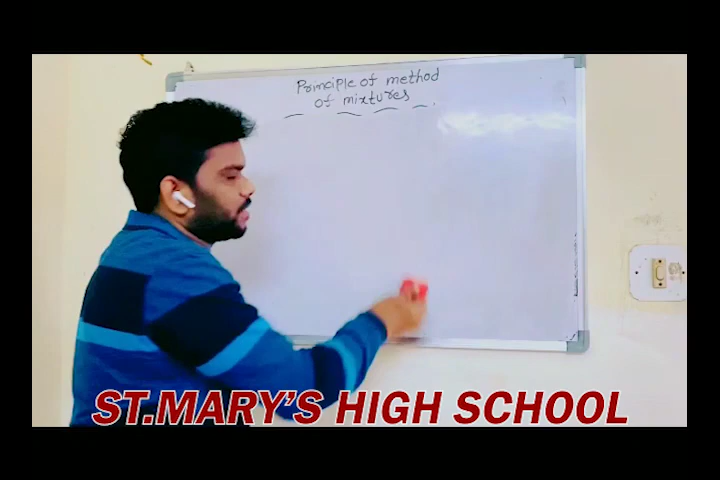 Principle of method
of mixtures
ST.MARY'S HIGH SCHOOL